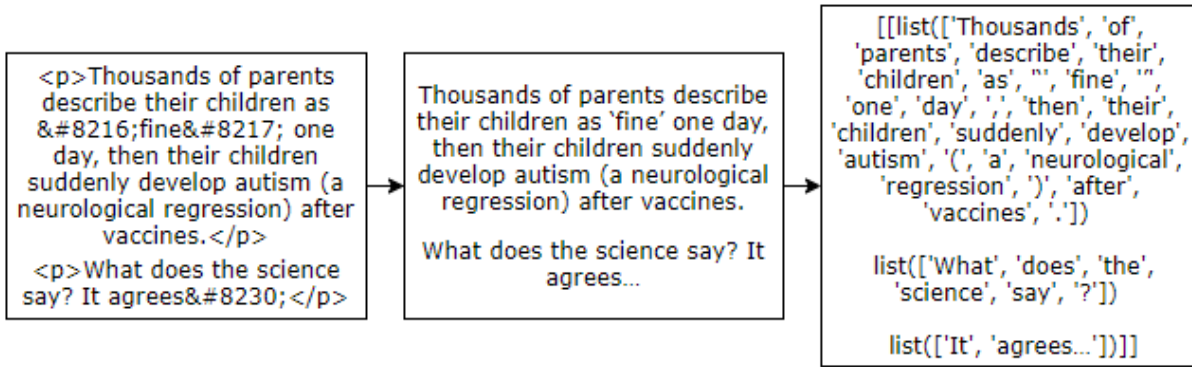 <p>Thousands of parents
describe their children as
&#8216;fine&#8217; one
day, then their children
suddenly develop autism (a
neurological regression) after
vaccines.</p>
<p>What does the science
say? It agrees&#8230;</p>
Thousands of parents describe
their children as ‘fine’ one day,
then their children suddenly
develop autism (a neurological
regression) after vaccines.
What does the science say? It
agrees…
[[list(['Thousands', 'of',
'parents', 'describe', 'their',
'children', 'as', '‘', 'fine', '’',
'one', 'day', ',', 'then', 'their',
'children', 'suddenly', 'develop',
'autism', '(', 'a', 'neurological',
'regression', ')', 'after',
'vaccines', '.'])
list(['What', 'does', 'the',
'science', 'say', '?'])
list(['It', 'agrees…'])]]